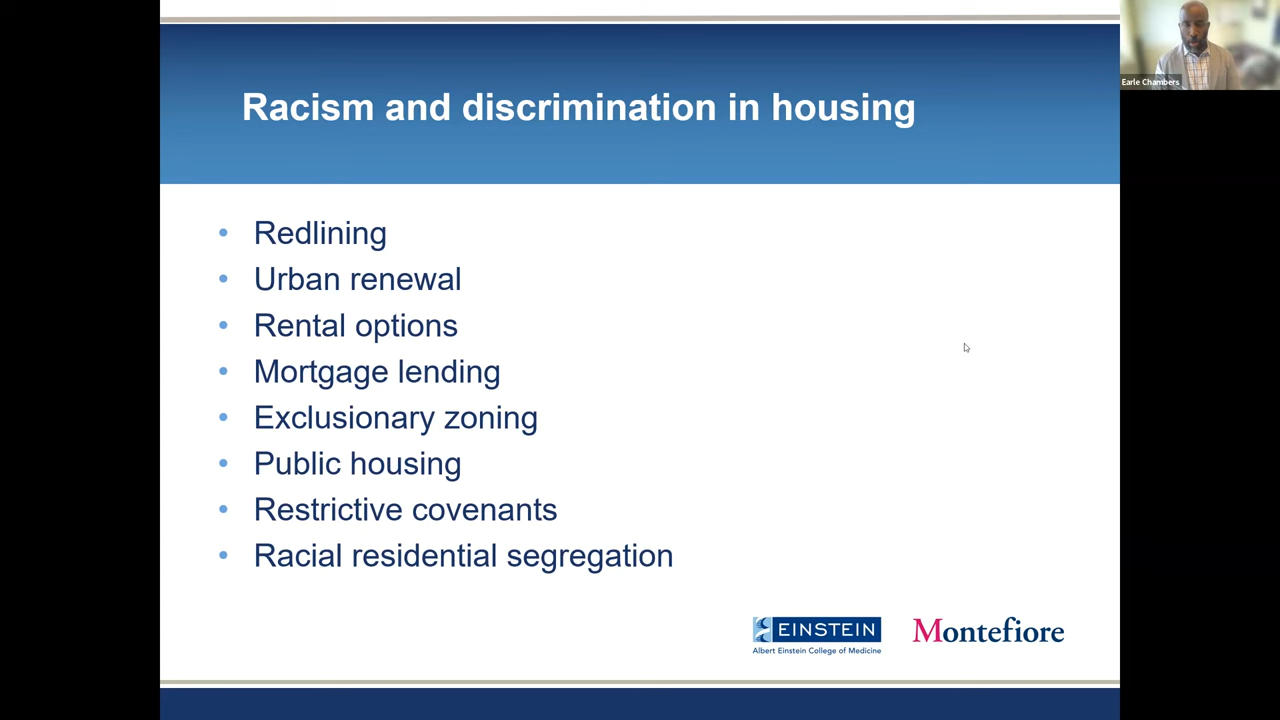 Racism and discrimination in housing
Earle Chambers
• Redlining
• Urban renewal
• Rental options
• Mortgage lending
• Exclusionary zoning
• Public housing
• Restrictive covenants
• Racial residential segregation
EINSTEIN
Albert Einstein College of Medicine
Montefiore